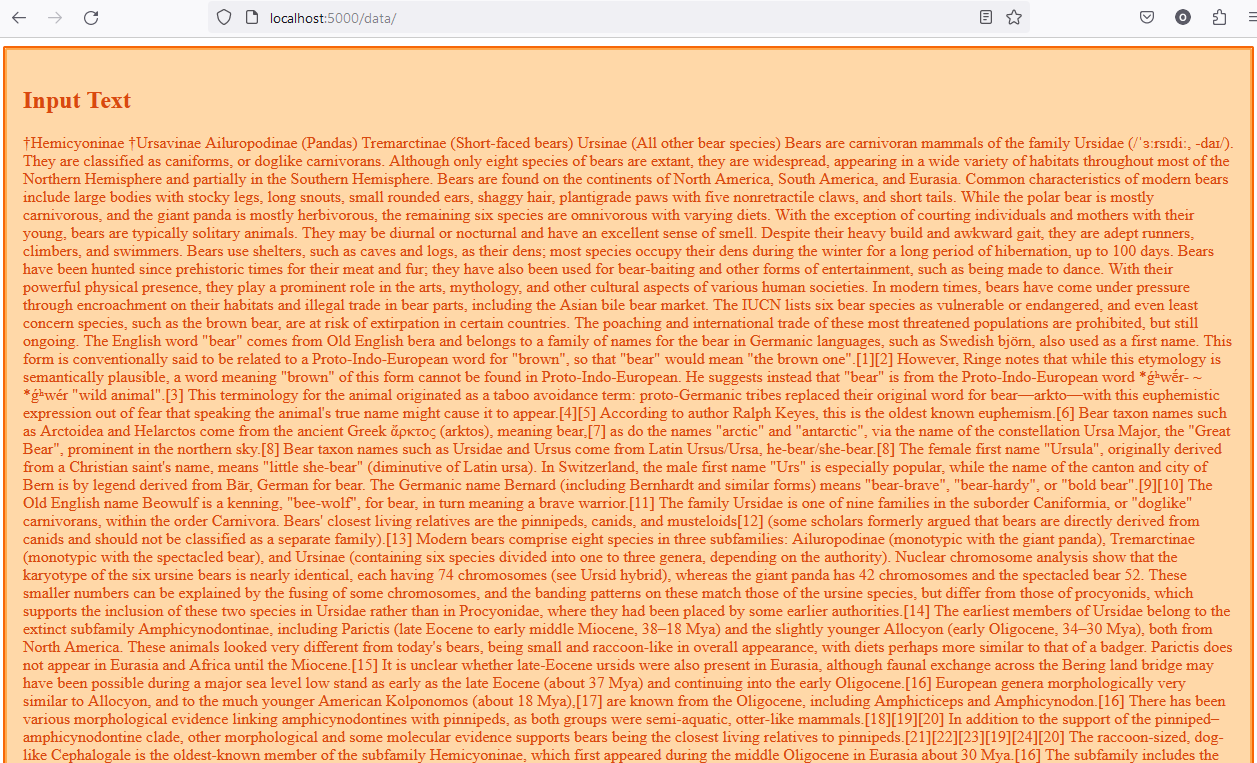 localhost:5000/data/
Input Text
†Hemicyoninae †Ursavinae Ailuropodinae (Pandas) Tremarctinae (Short-faced bears) Ursinae (All other bear species) Bears are carnivoran mammals of the family Ursidae (/ˈɜːrsɪdiː, -daɪ/).
They are classified as caniforms, or doglike carnivorans. Although only eight species of bears are extant, they are widespread, appearing in a wide variety of habitats throughout most of the
Northern Hemisphere and partially in the Southern Hemisphere. Bears are found on the continents of North America, South America, and Eurasia. Common characteristics of modern bears
include large bodies with stocky legs, long snouts, small rounded ears, shaggy hair, plantigrade paws with five nonretractile claws, and short tails. While the polar bear is mostly
carnivorous, and the giant panda is mostly herbivorous, the remaining six species are omnivorous with varying diets. With the exception of courting individuals and mothers with their
young, bears are typically solitary animals. They may be diurnal or nocturnal and have an excellent sense of smell. Despite their heavy build and awkward gait, they are adept runners,
climbers, and swimmers. Bears use shelters, such as caves and logs, as their dens; most species occupy their dens during the winter for a long period of hibernation, up to 100 days. Bears
have been hunted since prehistoric times for their meat and fur; they have also been used for bear-baiting and other forms of entertainment, such as being made to dance. With their
powerful physical presence, they play a prominent role in the arts, mythology, and other cultural aspects of various human societies. In modern times, bears have come under pressure
through encroachment on their habitats and illegal trade in bear parts, including the Asian bile bear market. The IUCN lists six bear species as vulnerable or endangered, and even least
concern species, such as the brown bear, are at risk of extirpation in certain countries. The poaching and international trade of these most threatened populations are prohibited, but still
ongoing. The English word "bear" comes from Old English bera and belongs to a family of names for the bear in Germanic languages, such as Swedish björn, also used as a first name. This
form is conventionally said to be related to a Proto-Indo-European word for "brown", so that "bear" would mean "the brown one".[1][2] However, Ringe notes that while this etymology is
semantically plausible, a word meaning "brown" of this form cannot be found in Proto-Indo-European. He suggests instead that "bear" is from the Proto-Indo-European word *ǵʰwḗr- ~
*ǵʰwér "wild animal".[3] This terminology for the animal originated as a taboo avoidance term: proto-Germanic tribes replaced their original word for bear—arkto—with this euphemistic
expression out of fear that speaking the animal's true name might cause it to appear.[4][5] According to author Ralph Keyes, this is the oldest known euphemism.[6] Bear taxon names such
as Arctoidea and Helarctos come from the ancient Greek ἄρκτος (arktos), meaning bear,[7] as do the names "arctic" and "antarctic", via the name of the constellation Ursa Major, the "Great
Bear", prominent in the northern sky.[8] Bear taxon names such as Ursidae and Ursus come from Latin Ursus/Ursa, he-bear/she-bear.[8] The female first name "Ursula", originally derived
from a Christian saint's name, means "little she-bear" (diminutive of Latin ursa). In Switzerland, the male first name "Urs" is especially popular, while the name of the canton and city of
Bern is by legend derived from Bär, German for bear. The Germanic name Bernard (including Bernhardt and similar forms) means "bear-brave", "bear-hardy", or "bold bear".[9][10] The
Old English name Beowulf is a kenning, "bee-wolf", for bear, in turn meaning a brave warrior.[11] The family Ursidae is one of nine families in the suborder Caniformia, or "doglike"
carnivorans, within the order Carnivora. Bears' closest living relatives are the pinnipeds, canids, and musteloids[12] (some scholars formerly argued that bears are directly derived from
canids and should not be classified as a separate family).[13] Modern bears comprise eight species in three subfamilies: Ailuropodinae (monotypic with the giant panda), Tremarctinae
(monotypic with the spectacled bear), and Ursinae (containing six species divided into one to three genera, depending on the authority). Nuclear chromosome analysis show that the
karyotype of the six ursine bears is nearly identical, each having 74 chromosomes (see Ursid hybrid), whereas the giant panda has 42 chromosomes and the spectacled bear 52. These
smaller numbers can be explained by the fusing of some chromosomes, and the banding patterns on these match those of the ursine species, but differ from those of procyonids, which
supports the inclusion of these two species in Ursidae rather than in Procyonidae, where they had been placed by some earlier authorities.[14] The earliest members of Ursidae belong to the
extinct subfamily Amphicynodontinae, including Parictis (late Eocene to early middle Miocene, 38–18 Mya) and the slightly younger Allocyon (early Oligocene, 34–30 Mya), both from
North America. These animals looked very different from today's bears, being small and raccoon-like in overall appearance, with diets perhaps more similar to that of a badger. Parictis does
not appear in Eurasia and Africa until the Miocene.[15] It is unclear whether late-Eocene ursids were also present in Eurasia, although faunal exchange across the Bering land bridge may
have been possible during a major sea level low stand as early as the late Eocene (about 37 Mya) and continuing into the early Oligocene.[16] European genera morphologically very
similar to Allocyon, and to the much younger American Kolponomos (about 18 Mya),[17] are known from the Oligocene, including Amphicticeps and Amphicynodon.[16] There has been
various morphological evidence linking amphicynodontines with pinnipeds, as both groups were semi-aquatic, otter-like mammals.[18][19][20] In addition to the support of the pinniped–
amphicynodontine clade, other morphological and some molecular evidence supports bears being the closest living relatives to pinnipeds.[21][22][23][19][24][20] The raccoon-sized, dog-
like Cephalogale is the oldest-known member of the subfamily Hemicyoninae, which first appeared during the middle Oligocene in Eurasia about 30 Mya.[16] The subfamily includes the